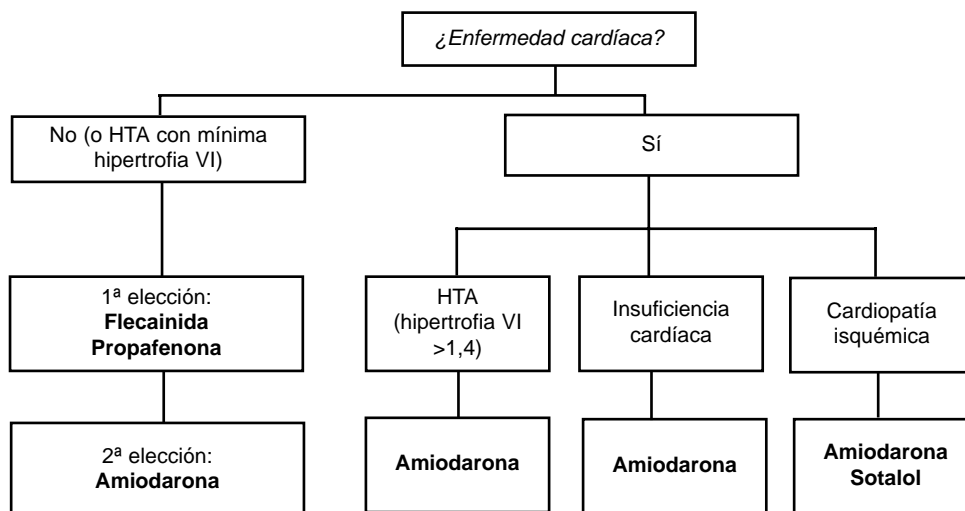 ¿Enfermedad cardíaca?
No (o HTA con mínima
hipertrofia VI)
Sí
1ª elección:
Flecainida
Propafenona
HTA
(hipertrofia VI
>1,4)
Insuficiencia
cardíaca
Cardiopatía
isquémica
2ª elección:
Amiodarona
Amiodarona
Amiodarona
Amiodarona
Sotalol